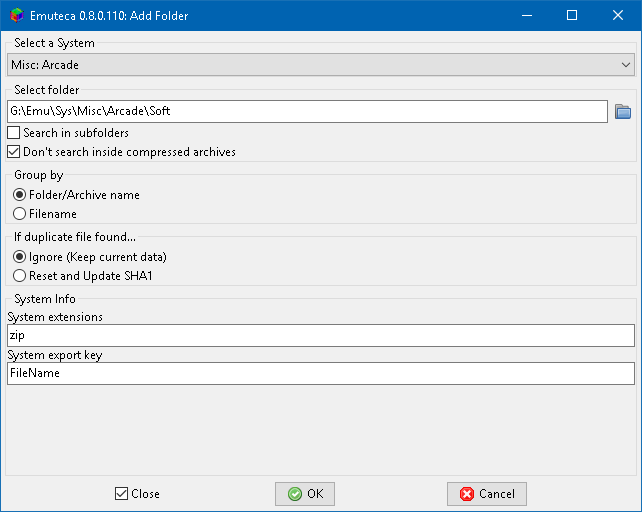 Emuteca 0.8.0.110: Add Folder
Select a System
Misc: Arcade
Select folder
G:\Emu\Sys\Misc\Arcade\Soft
Search in subfolders
Don't search inside compressed archives
Group by
Folder/Archive name
Filename
If duplicate file found...
Ignore (Keep current data)
Reset and Update SHA1
System Info
System extensions
zip
System export key
FileName
Close
OK
Cancel